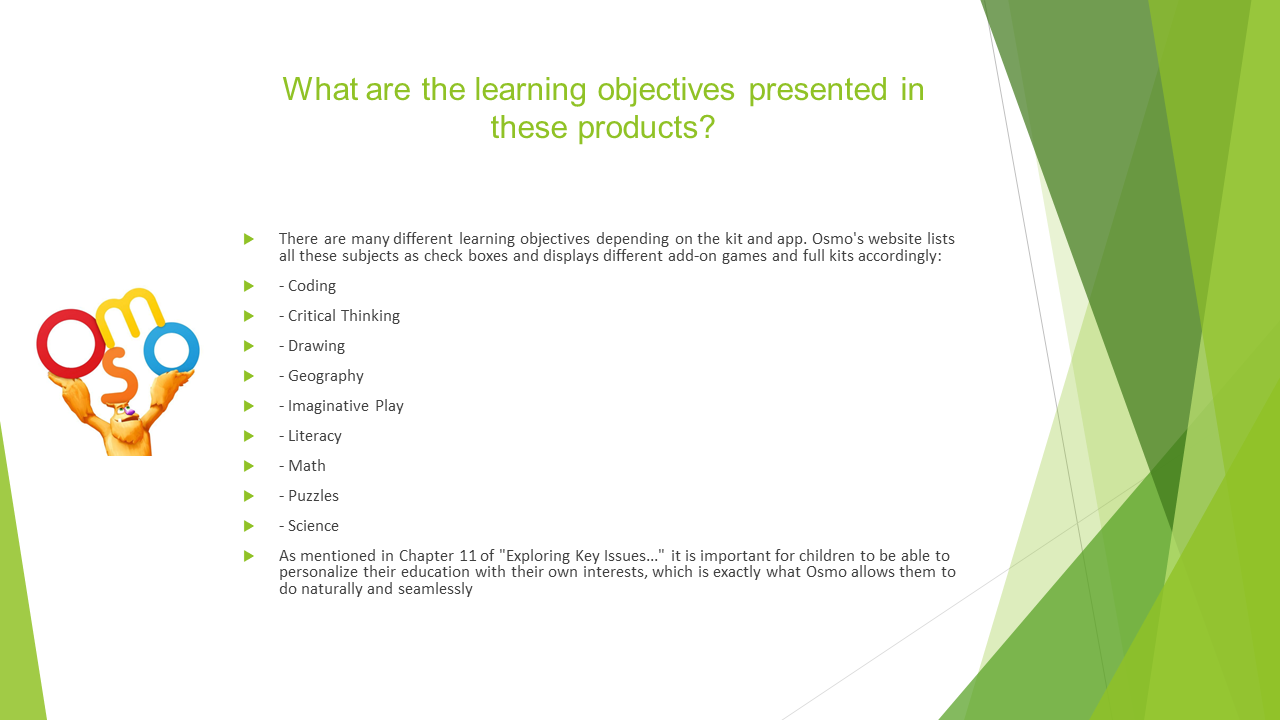 What are the learning objectives presented in
these products?
There are many different learning objectives depending on the kit and app. Osmo's website lists
all these subjects as check boxes and displays different add-on games and full kits accordingly:
- Coding
- Critical Thinking
- Drawing
- Geography
- Imaginative Play
- Literacy
- Math
- Puzzles
- Science
As mentioned in Chapter 11 of "Exploring Key Issues..." it is important for children to be able to
personalize their education with their own interests, which is exactly what Osmo allows them to
do naturally and seamlessly
osmo